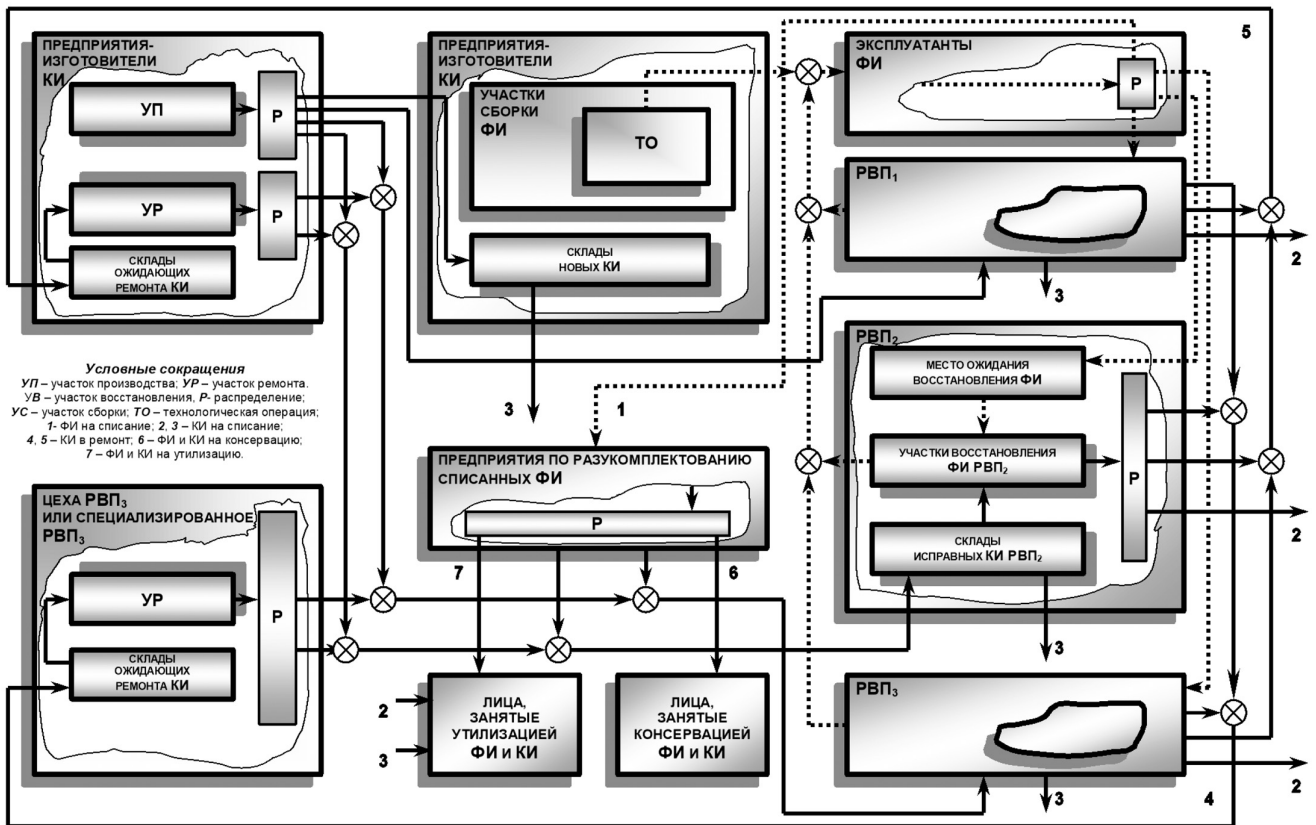 ПРЕДПРИЯТИЯ-
ИЗГОТОВИТЕЛИ
КИ
УП
Р
УР
Р
СКЛАДЫ
ОЖИДАЮЩИХ
РЕМОНТА КИ
ПРЕДПРИЯТИЯ-
ИЗГОТОВИТЕЛИ
КИ
УЧАСТКИ
СБОРКИ
ФИ
ТО
СКЛАДЫ
НОВЫХ КИ
3
ЭКСПЛУАТАНТЫ
ФИ
Р
5
РВП1
2
3
РВП2
МЕСТО ОЖИДАНИЯ
ВОССТАНОВЛЕНИЯ ФИ
УЧАСТКИ ВОССТАНОВЛЕНИЯ
ФИ РВП2
Р
СКЛАДЫ
ИСПРАВНЫХ КИ РВП2
2
3
Условные сокращения
УП – участок производства; УР – участок ремонта.
УВ – участок восстановления, Р- распределение;
УС – участок сборки; ТО – технологическая операция;
1- ФИ на списание; 2, 3 – КИ на списание;
4, 5 – КИ в ремонт; 6 – ФИ и КИ на консервацию;
7 – ФИ и КИ на утилизацию.
1
ПРЕДПРИЯТИЯ ПО РАЗУКОМПЛЕКТОВАНИЮ
СПИСАННЫХ ФИ
Р
7
6
ЦЕХА РВП3
ИЛИ СПЕЦИАЛИЗИРОВАННОЕ
РВП3
УР
Р
СКЛАДЫ
ОЖИДАЮЩИХ
РЕМОНТА КИ
2
3
ЛИЦА,
ЗАНЯТЫЕ
УТИЛИЗАЦИЕЙ
ФИ и КИ
ЛИЦА,
ЗАНЯТЫЕ
КОНСЕРВАЦИЕЙ
ФИ и КИ
РВП3
3
4
2